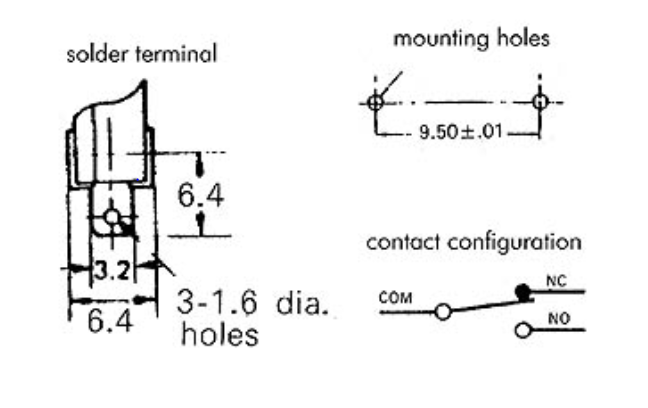 solder terminal
mounting holes
9.50±.01
6.4
3.2
6.4
3-1.6 dia.
holes
contact configuration
COM
NC
NO